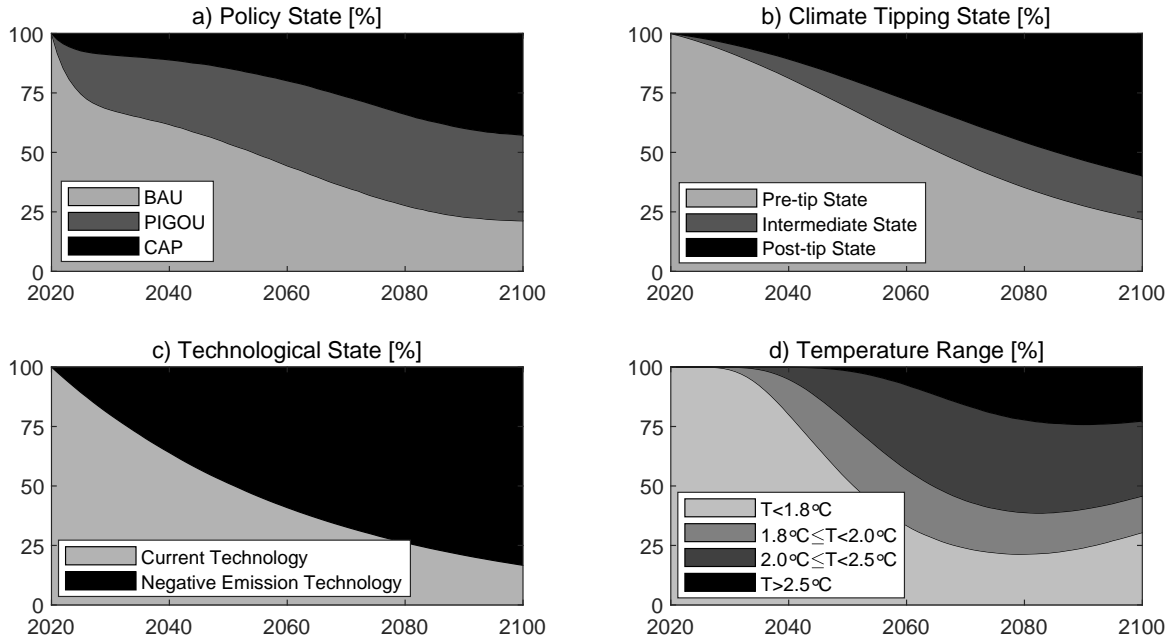 a) Policy State [%]
100
75
50
25
0
BAU
PIGOU
CAP
2020 2040 2060 2080 2100
b) Climate Tipping State [%]
100
75
50
25
0
Pre-tip State
Intermediate State
Post-tip State
2020 2040 2060 2080 2100
c) Technological State [%]
100
75
50
25
0
Current Technology
Negative Emission Technology
2020 2040 2060 2080 2100
d) Temperature Range [%]
100
75
50
25
0
T<1.8°C
1.8°C≤T<2.0°C
2.0°C≤T<2.5°C
T>2.5°C
2020 2040 2060 2080 2100